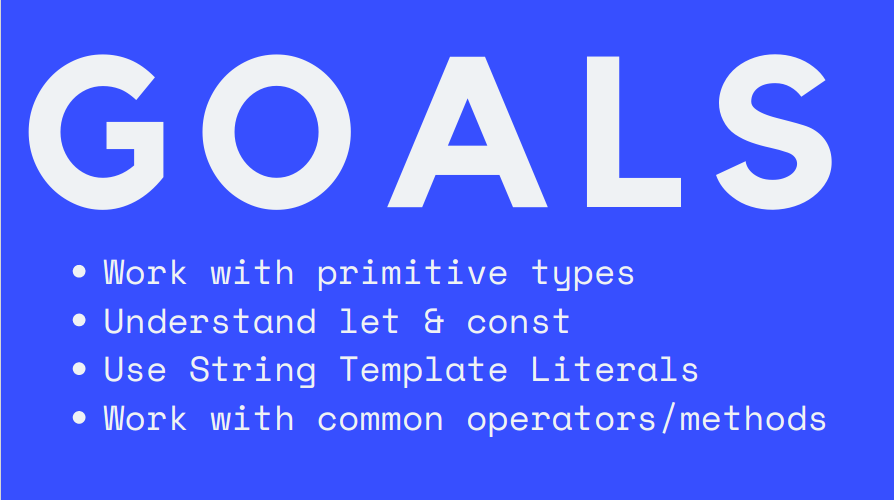 GOALS
• Work with primitive types
• Understand let & const
• Use String Template Literals
• Work with common operators/methods